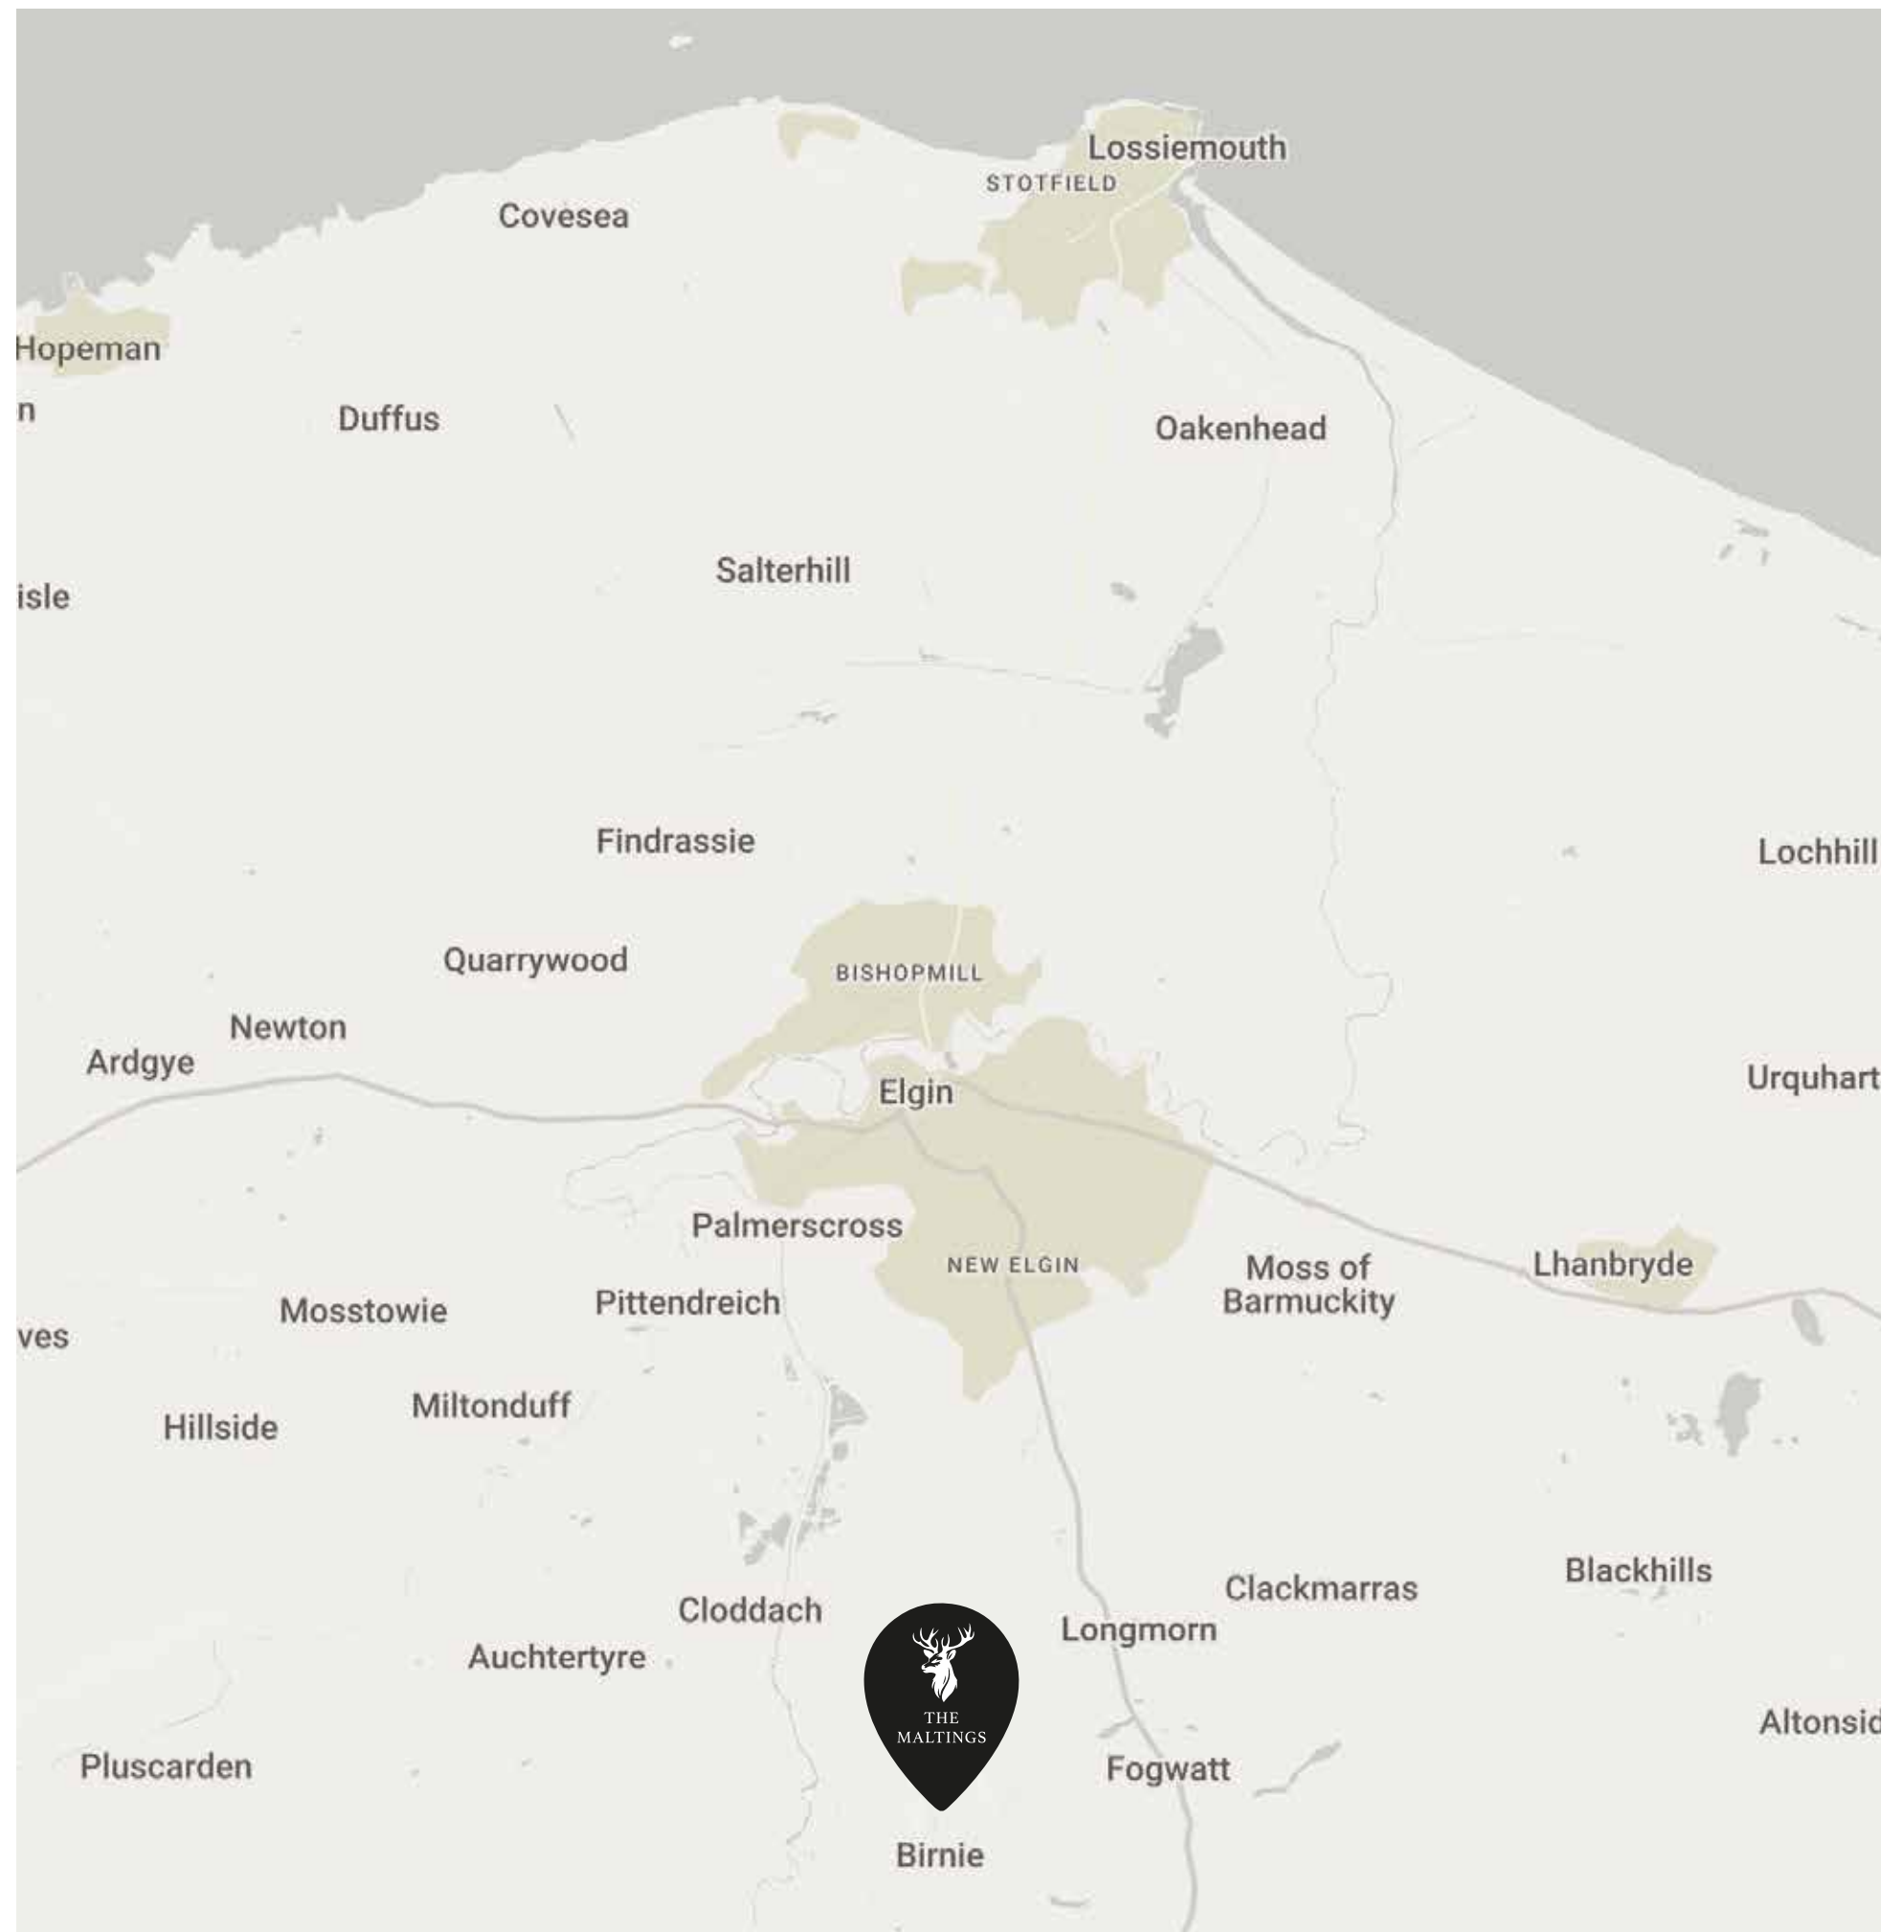 Lossiemouth
STOTFIELD
Covesea
Hopeman
n
Duffus
Oakenhead
Salterhill
isle
Findrassie
Lochhill
Quarrywood
BISHOPMILL
Newton
Ardgye
Elgin
Urquhart
Palmerscross
NEW ELGIN
Moss of
Barmuckity
Lhanbryde
Mosstowie
Pittendreich
ves
Hillside
Miltonduff
Blackhills
Clackmarras
Cloddach
Longmorn
Auchtertyre
THE
MALTINGS
Altonsid
Pluscarden
Fogwatt
Birnie